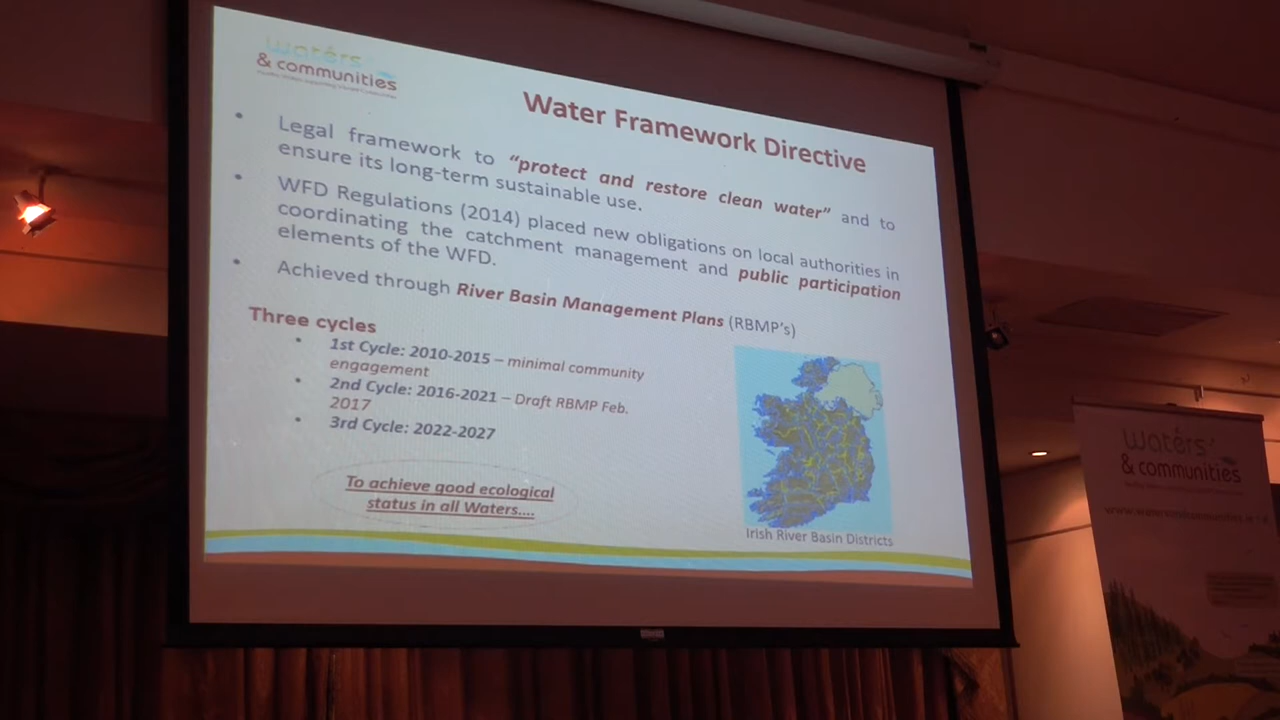 waters
& communities
Water Framework Directive
• Legal framework to “protect and restore clean water” and to
ensure its long-term sustainable use.
• WFD Regulations (2014) placed new obligations on local authorities in
coordinating the catchment management and public participation
elements of the WFD.
• Achieved through River Basin Management Plans (RBMP's)
Three cycles
• 1st Cycle: 2010-2015 – minimal community
engagement
• 2nd Cycle: 2016-2021 – Draft RBMP Feb.
2017
• 3rd Cycle: 2022-2027
To achieve good ecological
status in all Waters....
Irish River Basin Districts
waters
& communities